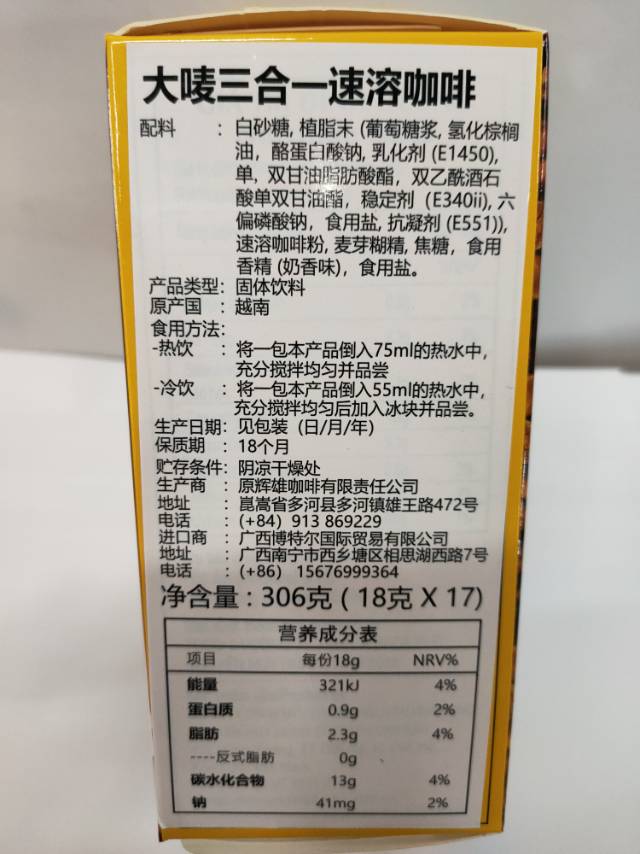 大唛三合一速溶咖啡
配料 : 白砂糖, 植脂末 (葡萄糖浆, 氢化棕榈
油，酪蛋白酸钠, 乳化剂 (E1450),
单，双甘油脂肪酸酯，双乙酰酒石
酸单双甘油酯，稳定剂（E340ii), 六
偏磷酸钠，食用盐, 抗凝剂 (E551)),
速溶咖啡粉, 麦芽糊精, 焦糖，食用
香精 (奶香味)，食用盐。
产品类型: 固体饮料
原产国 : 越南
食用方法:
-热饮 : 将一包本产品倒入75ml的热水中，
充分搅拌均匀并品尝
-冷饮 : 将一包本产品倒入55ml的热水中，
充分搅拌均匀后加入冰块并品尝。
生产日期: 见包装（日/月/年）
保质期 : 18个月
贮存条件: 阴凉干燥处
生产商 : 原辉雄咖啡有限责任公司
地址 : 崑嵩省多河县多河镇雄王路472号
电话 : (+84) 913 869229
进口商 : 广西博特尔国际贸易有限公司
地址 : 广西南宁市西乡塘区相思湖西路7号
电话 : (+86) 15676999364
净含量 : 306克 ( 18克 X 17)
营养成分表
项目 每份18g NRV%
能量 321kJ 4%
蛋白质 0.9g 2%
脂肪 2.3g 4%
----反式脂肪 0g
碳水化合物 13g 4%
钠 41mg 2%